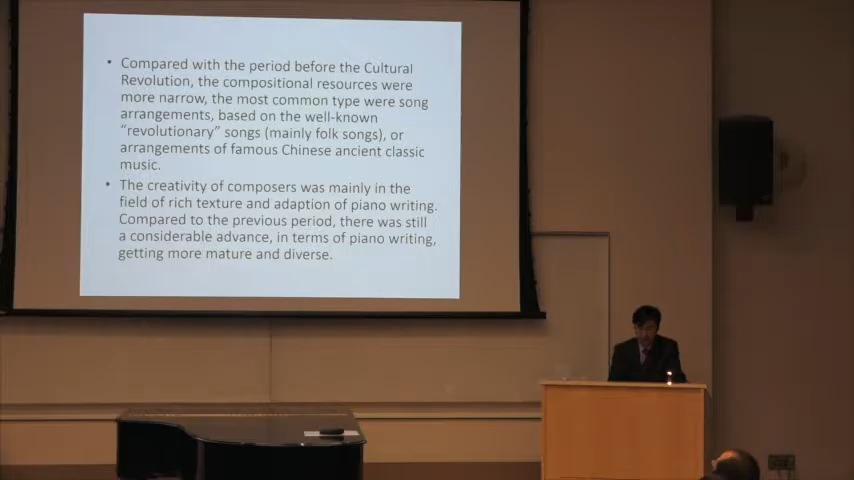 • Compared with the period before the Cultural
Revolution, the compositional resources were
more narrow, the most common type were song
arrangements, based on the well-known
“revolutionary” songs (mainly folk songs), or
arrangements of famous Chinese ancient classic
music.
• The creativity of composers was mainly in the
field of rich texture and adaption of piano writing.
Compared to the previous period, there was still
a considerable advance, in terms of piano writing,
getting more mature and diverse.